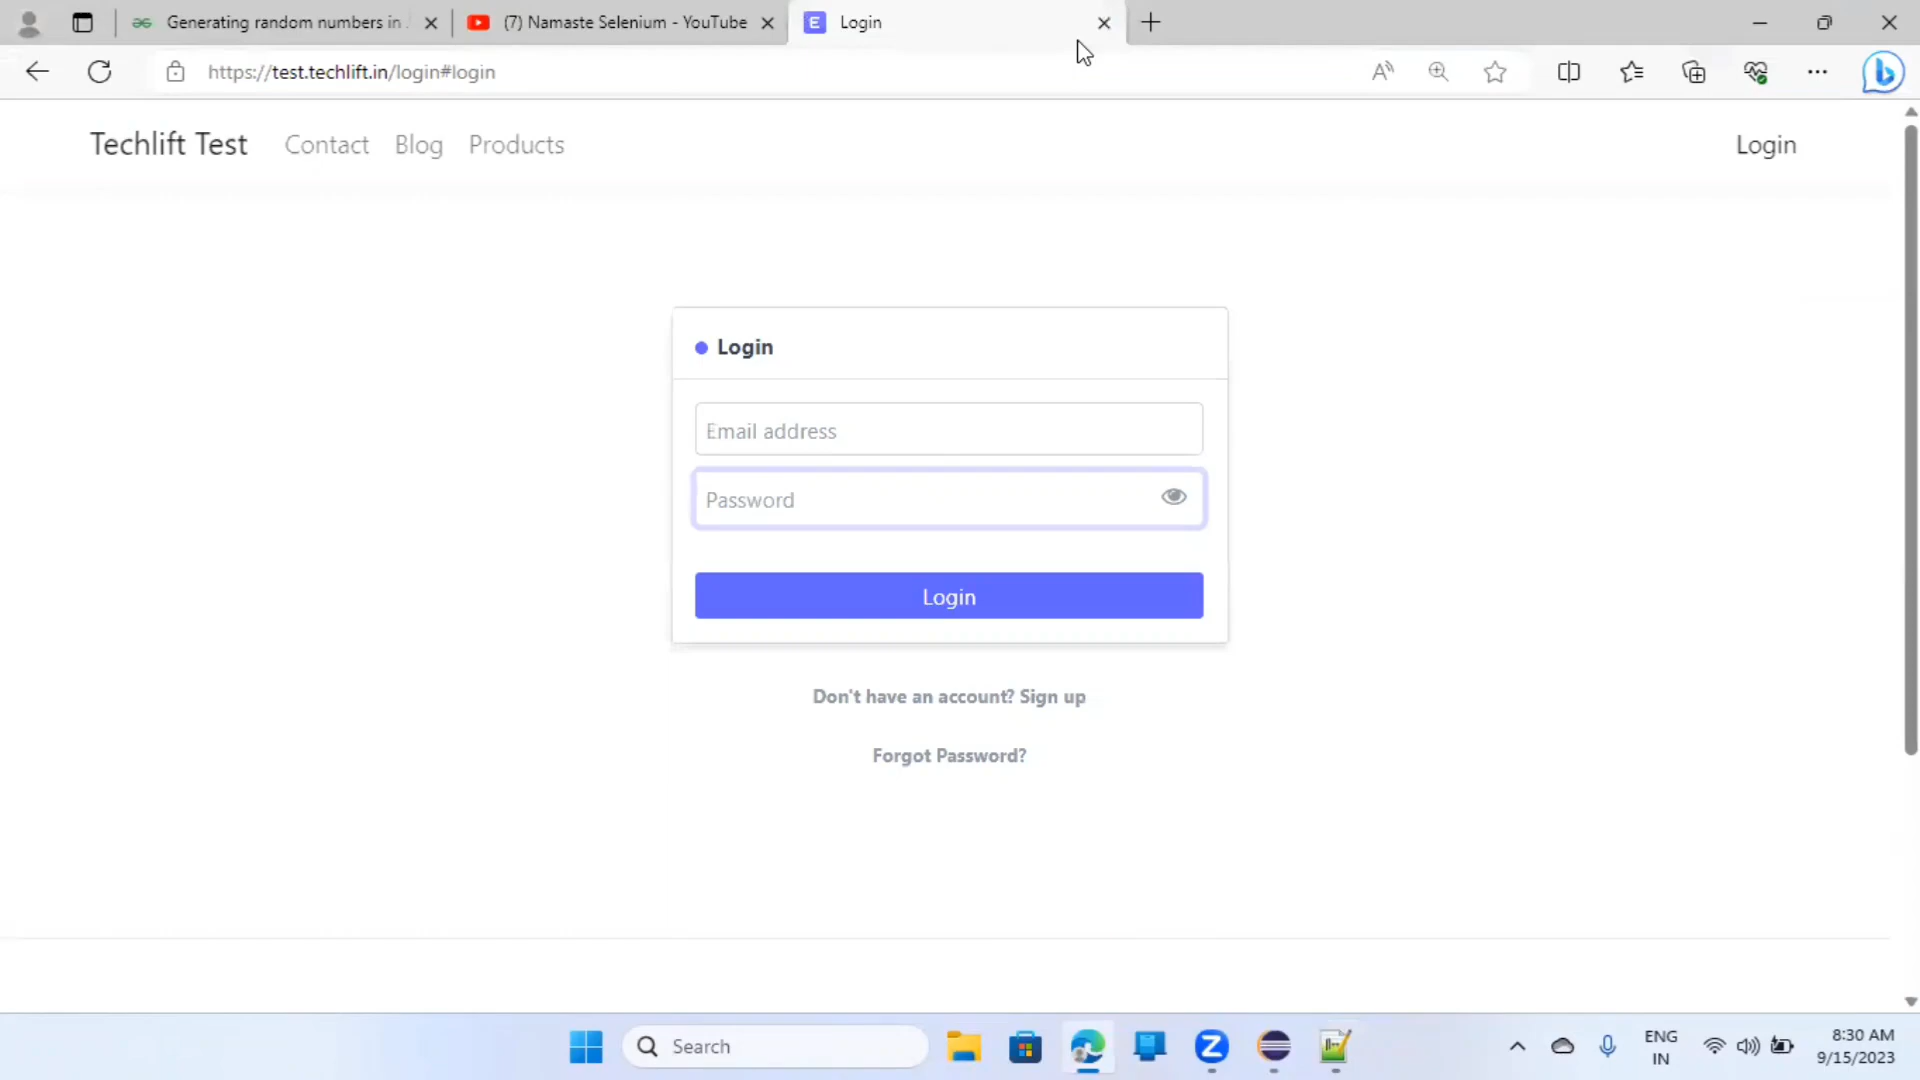 Generating random numbers in
(7) Namaste Selenium - YouTube
E Login
https://test.techlift.in/login#login
Techlift Test Contact Blog Products Login
Login
Email address
Password
Login
Don't have an account? Sign up
Forgot Password?
Search
ENG
IN
8:30 AM
9/15/2023